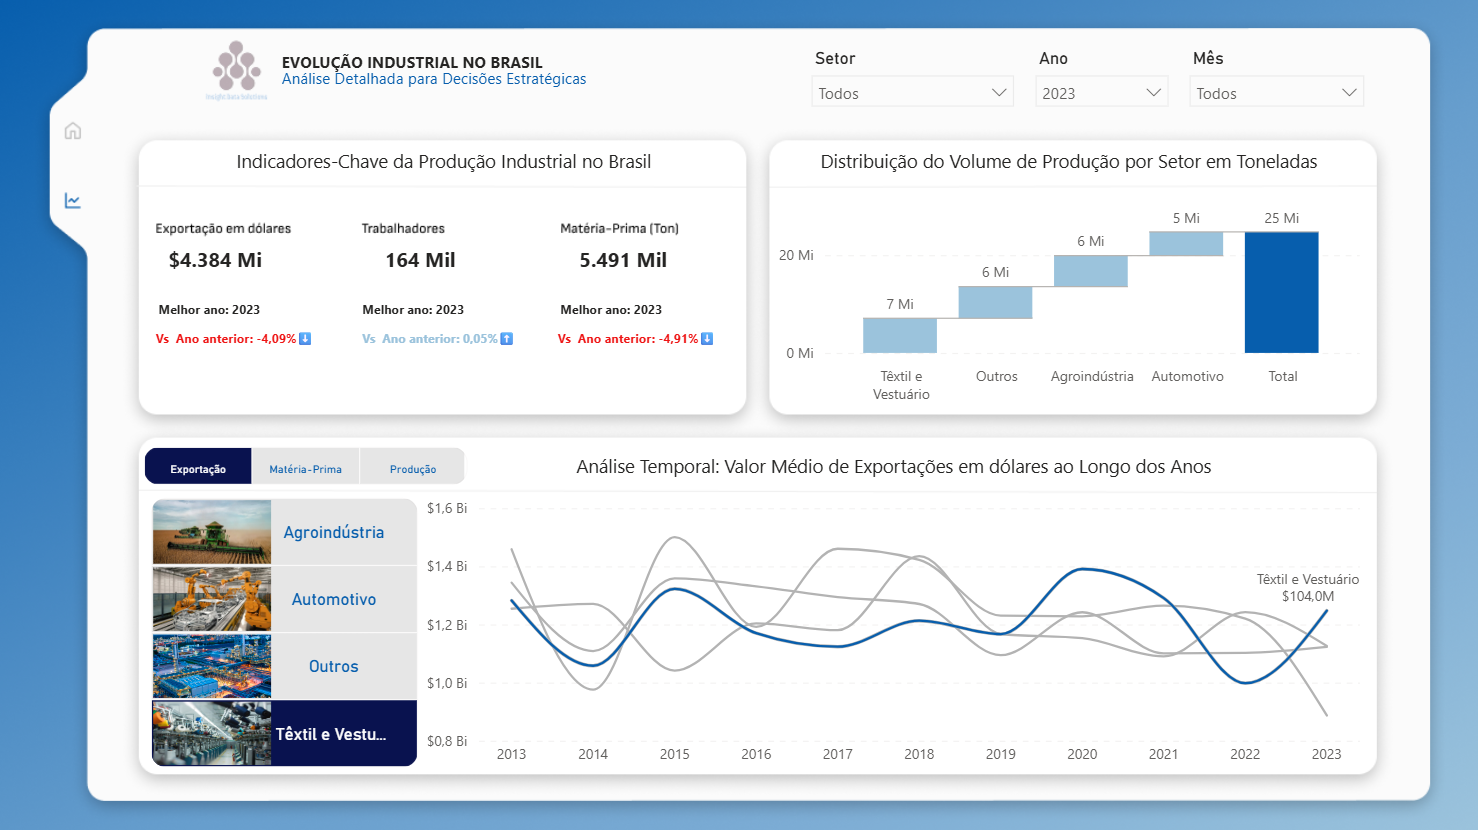 EVOLUÇÃO INDUSTRIAL NO BRASIL
Análise Detalhada para Decisões Estratégicas
Insight Data Solutions
Setor
Todos
Ano
2023
Mês
Todos
Indicadores-Chave da Produção Industrial no Brasil
Exportação em dólares
$4.384 Mi
Melhor ano: 2023
Vs Ano anterior: -4,09%
Trabalhadores
164 Mil
Melhor ano: 2023
Vs Ano anterior: 0,05%
Matéria-Prima (Ton)
5.491 Mil
Melhor ano: 2023
Vs Ano anterior: -4,91%
Distribuição do Volume de Produção por Setor em Toneladas
20 Mi
0 Mi
7 Mi
6 Mi
6 Mi
5 Mi
25 Mi
Têxtil e
Vestuário
Outros
Agroindústria
Automotivo
Total
Exportação
Matéria-Prima
Produção
Análise Temporal: Valor Médio de Exportações em dólares ao Longo dos Anos
Agroindústria
Automotivo
Outros
Têxtil e Vestu...
$1,6 Bi
$1,4 Bi
$1,2 Bi
$1,0 Bi
$0,8 Bi
Têxtil e Vestuário
$104,0M
2013
2014
2015
2016
2017
2018
2019
2020
2021
2022
2023